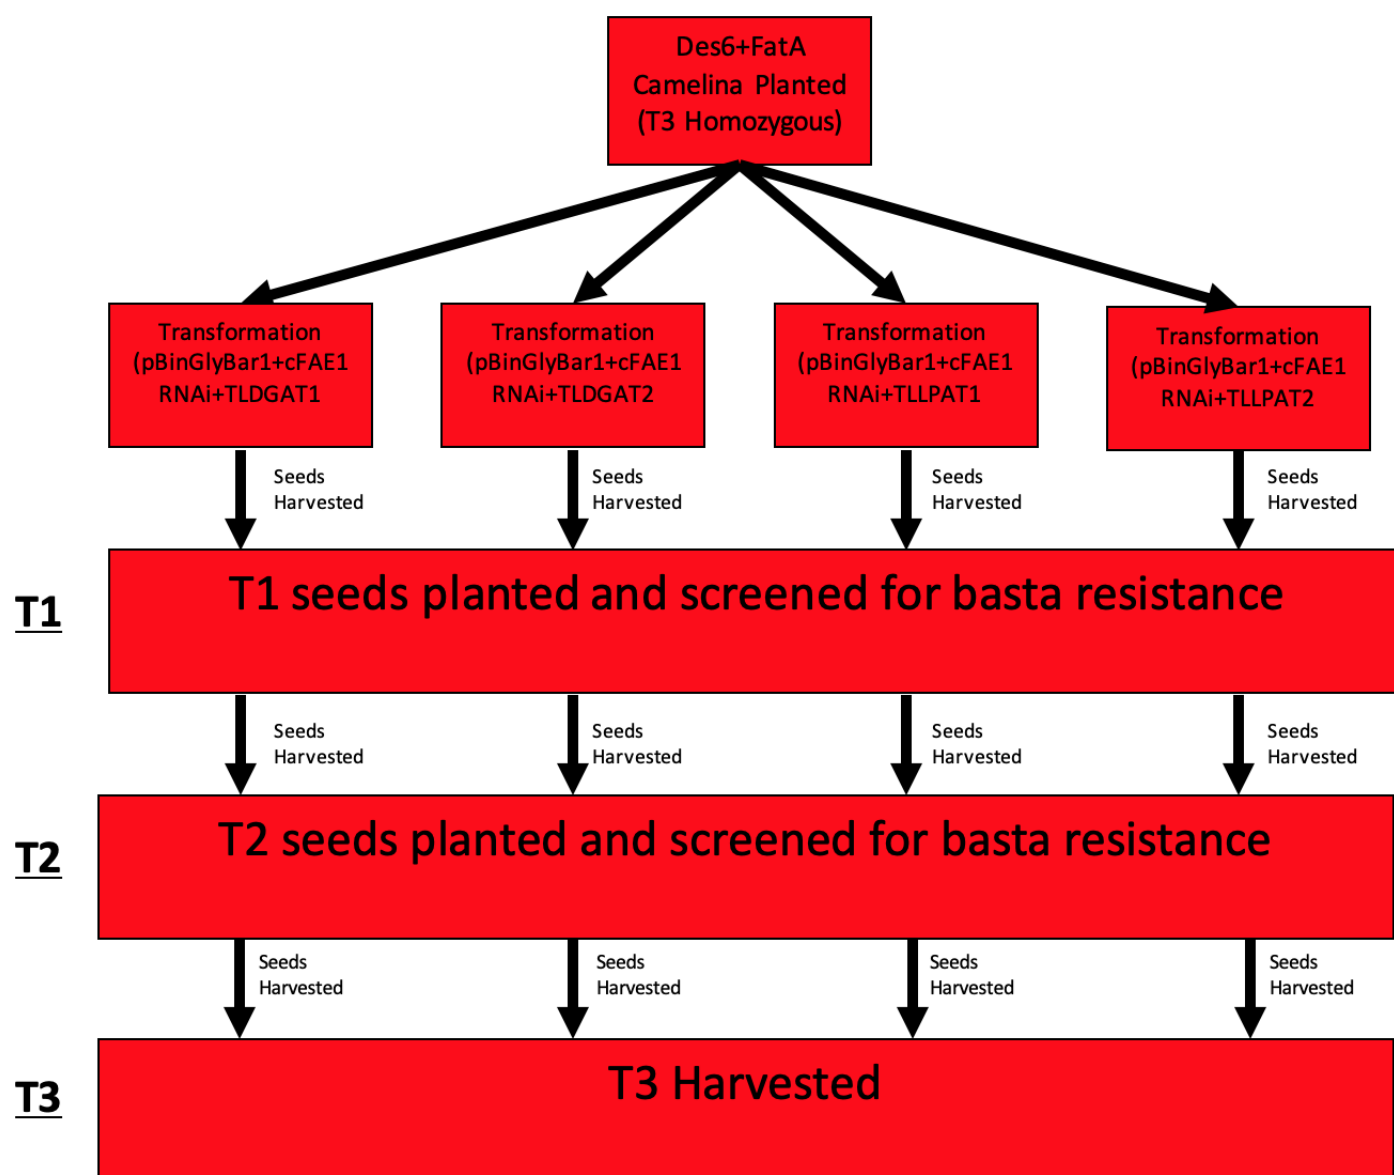 Des6+FatA
Camelina Planted
(T3 Homozygous)
Transformation
(pBinGlyBar1+cFAE1
RNAi+TLDGAT1
Transformation
(pBinGlyBar1+cFAE1
RNAi+TLDGAT2
Transformation
(pBinGlyBar1+cFAE1
RNAi+TLLPAT1
Transformation
(pBinGlyBar1+cFAE1
RNAi+TLLPAT2
Seeds
Harvested
Seeds
Harvested
Seeds
Harvested
Seeds
Harvested
T1
T1 seeds planted and screened for basta resistance
Seeds
Harvested
Seeds
Harvested
Seeds
Harvested
Seeds
Harvested
T2
T2 seeds planted and screened for basta resistance
Seeds
Harvested
Seeds
Harvested
Seeds
Harvested
Seeds
Harvested
T3
T3 Harvested